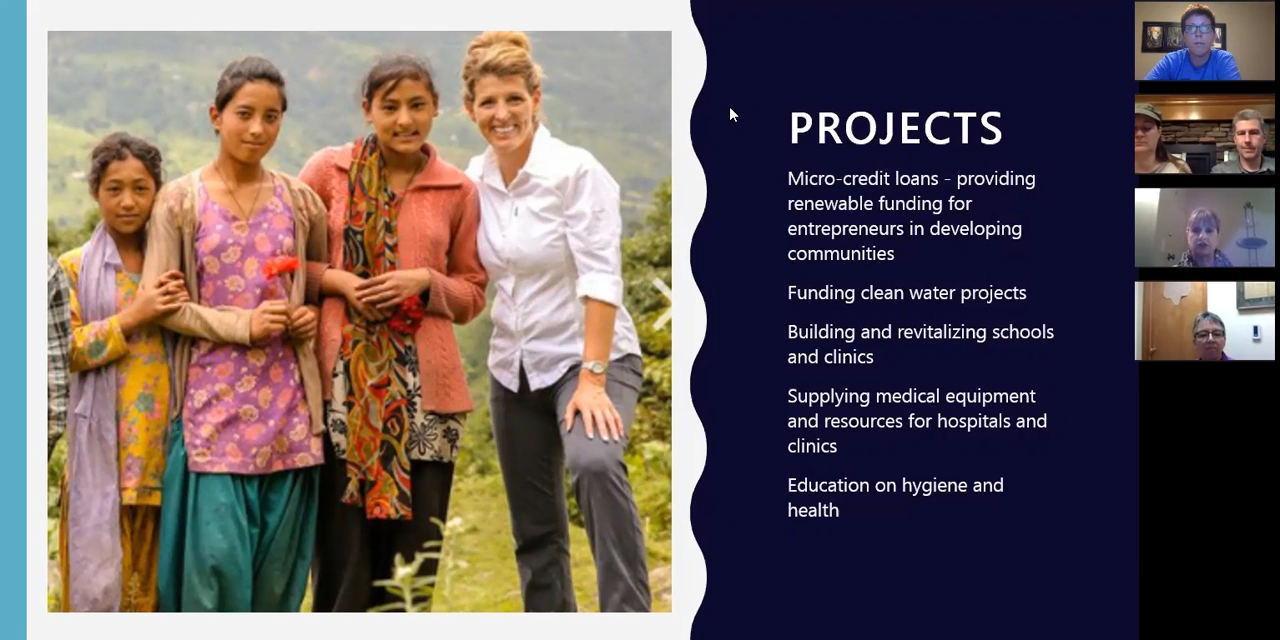 PROJECTS
Micro-credit loans - providing
renewable funding for
entrepreneurs in developing
communities
Funding clean water projects
Building and revitalizing schools
and clinics
Supplying medical equipment
and resources for hospitals and
clinics
Education on hygiene and
health